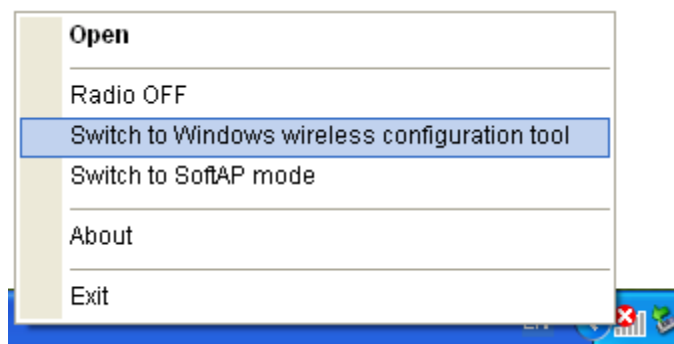 Open
Radio OFF
Switch to Windows wireless configuration tool
Switch to SoftAP mode
About
Exit